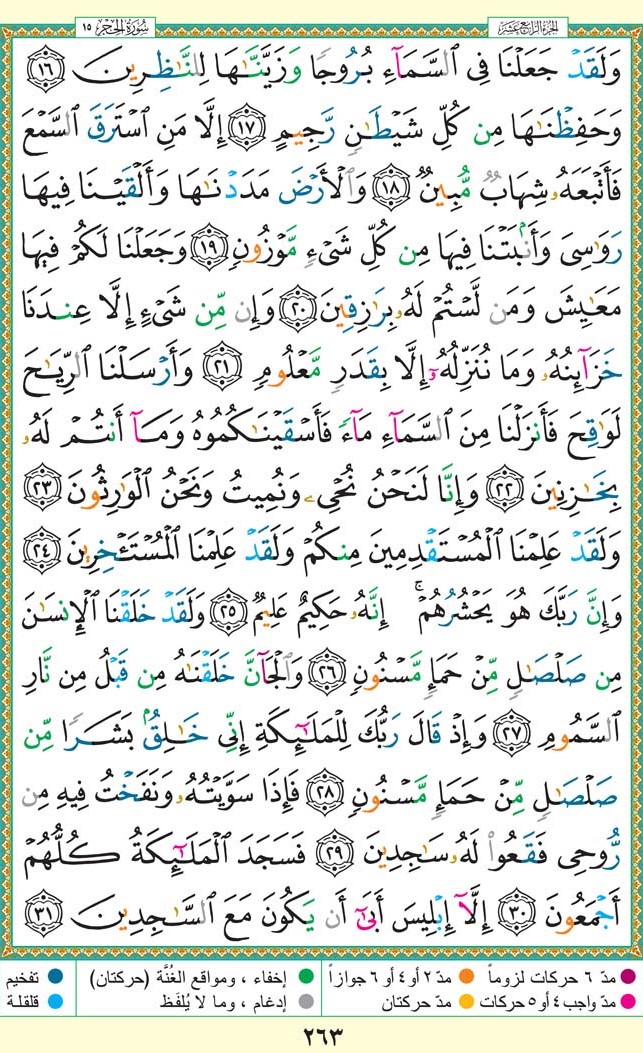 الجزء الرابع عشر
سورة الحجر ١٥
وَلَقَدْ جَعَلْنَا فِى ٱلسَّمَآءِ بُرُوجًا وَزَيَّنَّـٰهَا لِلنَّـٰظِرِينَ ١٦
وَحَفِظْنَـٰهَا مِن كُلِّ شَيْطَـٰنٍ رَّجِيمٍ ١٧ إِلَّا مَنِ ٱسْتَرَقَ ٱلسَّمْعَ
فَأَتْبَعَهُۥ شِهَابٌ مُّبِينٌ ١٨ وَٱلْأَرْضَ مَدَدْنَـٰهَا وَأَلْقَيْنَا فِيهَا
رَوَٰسِىَ وَأَنۢبَتْنَا فِيهَا مِن كُلِّ شَىْءٍ مَّوْزُونٍ ١٩ وَجَعَلْنَا لَكُمْ فِيهَا
مَعَـٰيِشَ وَمَن لَّسْتُمْ لَهُۥ بِرَٰزِقِينَ ٢٠ وَإِن مِّن شَىْءٍ إِلَّا عِندَنَا
خَزَآئِنُهُۥ وَمَا نُنَزِّلُهُۥٓ إِلَّا بِقَدَرٍ مَّعْلُومٍ ٢١ وَأَرْسَلْنَا ٱلرِّيَـٰحَ
لَوَٰقِحَ فَأَنزَلْنَا مِنَ ٱلسَّمَآءِ مَآءً فَأَسْقَيْنَـٰكُمُوهُ وَمَآ أَنتُمْ لَهُۥ
بِخَـٰزِنِينَ ٢٢ وَإِنَّا لَنَحْنُ نُحْىِۦ وَنُمِيتُ وَنَحْنُ ٱلْوَٰرِثُونَ ٢٣
وَلَقَدْ عَلِمْنَا ٱلْمُسْتَقْدِمِينَ مِنكُمْ وَلَقَدْ عَلِمْنَا ٱلْمُسْتَـْٔخِرِينَ ٢٤
وَإِنَّ رَبَّكَ هُوَ يَحْشُرُهُمْ ۚ إِنَّهُۥ حَكِيمٌ عَلِيمٌ ٢٥ وَلَقَدْ خَلَقْنَا ٱلْإِنسَـٰنَ
مِن صَلْصَـٰلٍ مِّنْ حَمَإٍ مَّسْنُونٍ ٢٦ وَٱلْجَآنَّ خَلَقْنَـٰهُ مِن قَبْلُ مِن نَّارِ
ٱلسَّمُومِ ٢٧ وَإِذْ قَالَ رَبُّكَ لِلْمَلَـٰٓئِكَةِ إِنِّى خَـٰلِقٌۢ بَشَرًا مِّن
صَلْصَـٰلٍ مِّنْ حَمَإٍ مَّسْنُونٍ ٢٨ فَإِذَا سَوَّيْتُهُۥ وَنَفَخْتُ فِيهِ مِن
رُّوحِى فَقَعُوا۟ لَهُۥ سَـٰجِدِينَ ٢٩ فَسَجَدَ ٱلْمَلَـٰٓئِكَةُ كُلُّهُمْ
أَجْمَعُونَ ٣٠ إِلَّآ إِبْلِيسَ أَبَىٰٓ أَن يَكُونَ مَعَ ٱلسَّـٰجِدِينَ ٣١
مدّ ٦ حركات لزوماً مدّ ٢ أو ٤ أو ٦ جوازاً إخفاء ، ومواقع الغُنَّة (حركتان) تفخيم
مدّ واجب ٤ أو ٥ حركات مدّ حركتان إدغام ، وما لا يُلفَظ قلقلة
٢٦٣